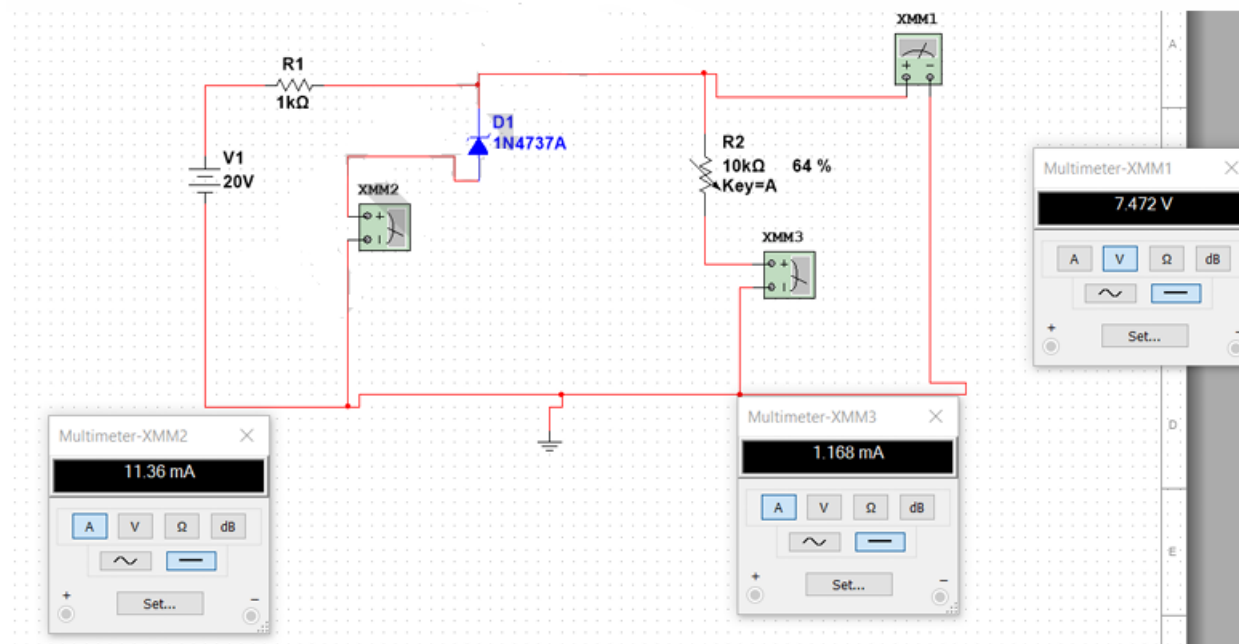 XMM1
R1
1kΩ
V1
20V
D1
1N4737A
XMM2
R2
10kΩ 64 %
Key=A
XMM3
A
D
E
Multimeter-XMM1
7.472 V
A V Ω dB
Set...
Multimeter-XMM2
11.36 mA
A V Ω dB
Set...
Multimeter-XMM3
1.168 mA
A V Ω dB
Set...